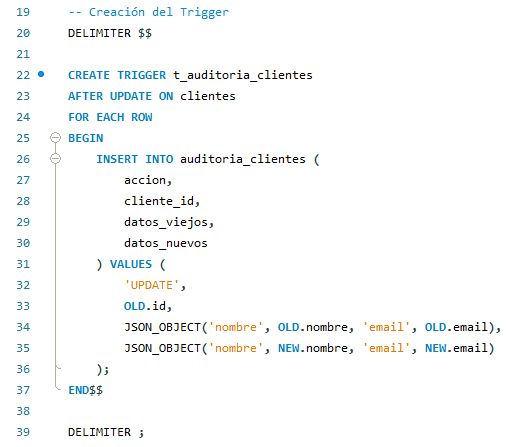 19 -- Creación del Trigger
20 DELIMITER $$
21
22 CREATE TRIGGER t_auditoria_clientes
23 AFTER UPDATE ON clientes
24 FOR EACH ROW
25 BEGIN
26     INSERT INTO auditoria_clientes (
27         accion,
28         cliente_id,
29         datos_viejos,
30         datos_nuevos
31     ) VALUES (
32         'UPDATE',
33         OLD.id,
34         JSON_OBJECT('nombre', OLD.nombre, 'email', OLD.email),
35         JSON_OBJECT('nombre', NEW.nombre, 'email', NEW.email)
36     );
37 END$$
38
39 DELIMITER ;